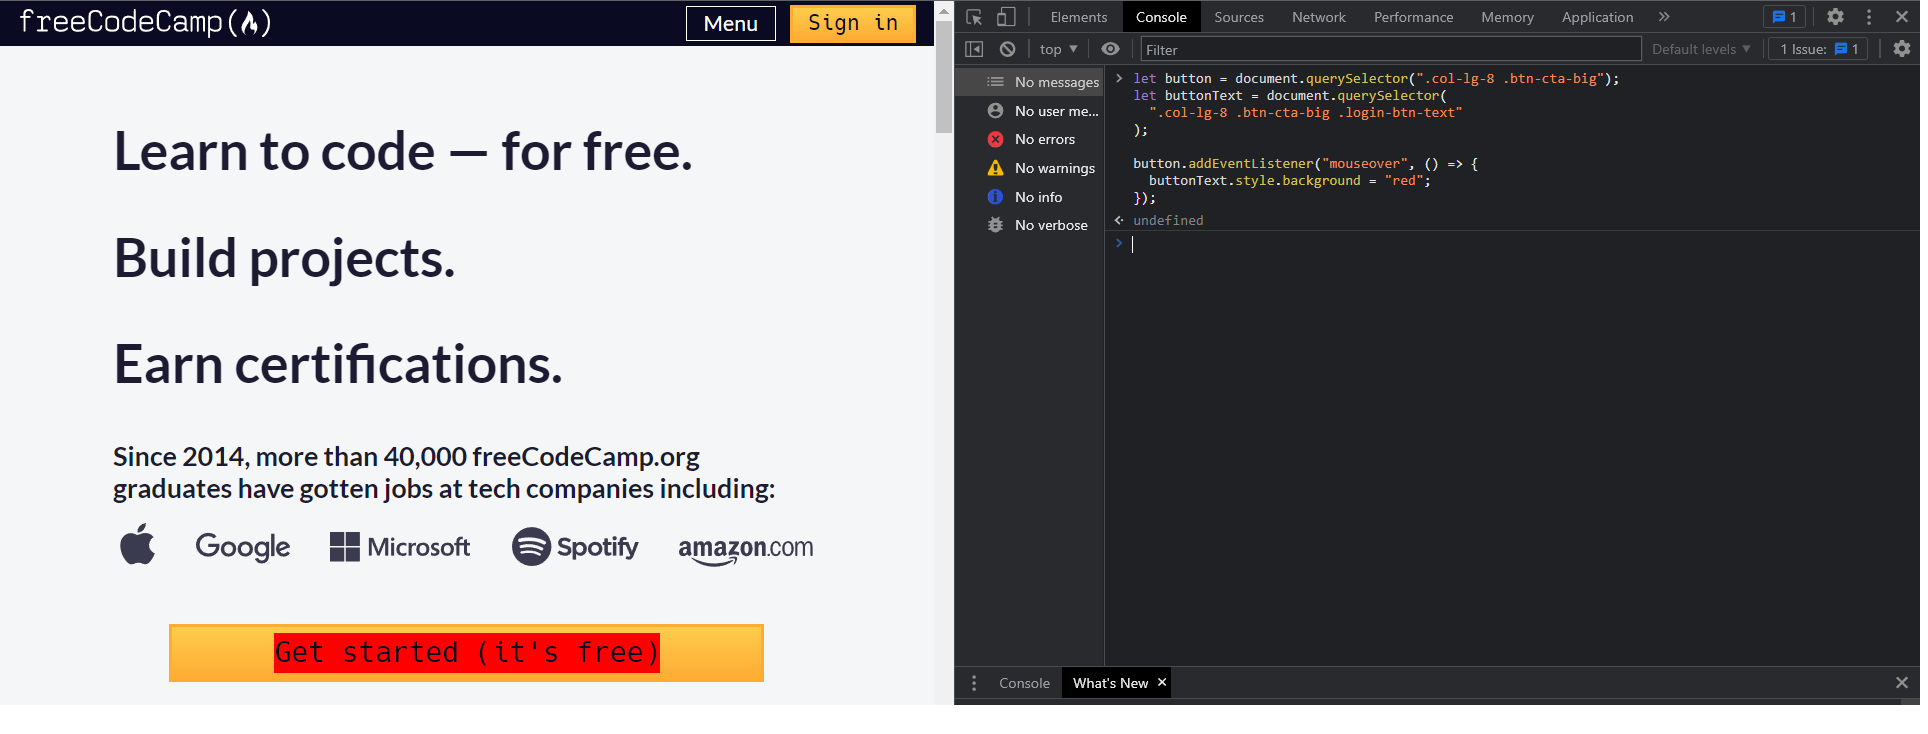 freeCodeCamp(🔥)
Menu
Sign in
Learn to code — for free.
Build projects.
Earn certifications.
Since 2014, more than 40,000 freeCodeCamp.org
graduates have gotten jobs at tech companies including:
Google
Microsoft
Spotify
amazon.com
Get started (it's free)
Elements Console Sources Network Performance Memory Application » 1
top ▼ Filter Default levels ▼ 1 Issue: 1
No messages
No user me...
No errors
No warnings
No info
No verbose
let button = document.querySelector(".col-lg-8 .btn-cta-big");
let buttonText = document.querySelector(
".col-lg-8 .btn-cta-big .login-btn-text"
);
button.addEventListener("mouseover", () => {
buttonText.style.background = "red";
});
undefined
Console What's New ×